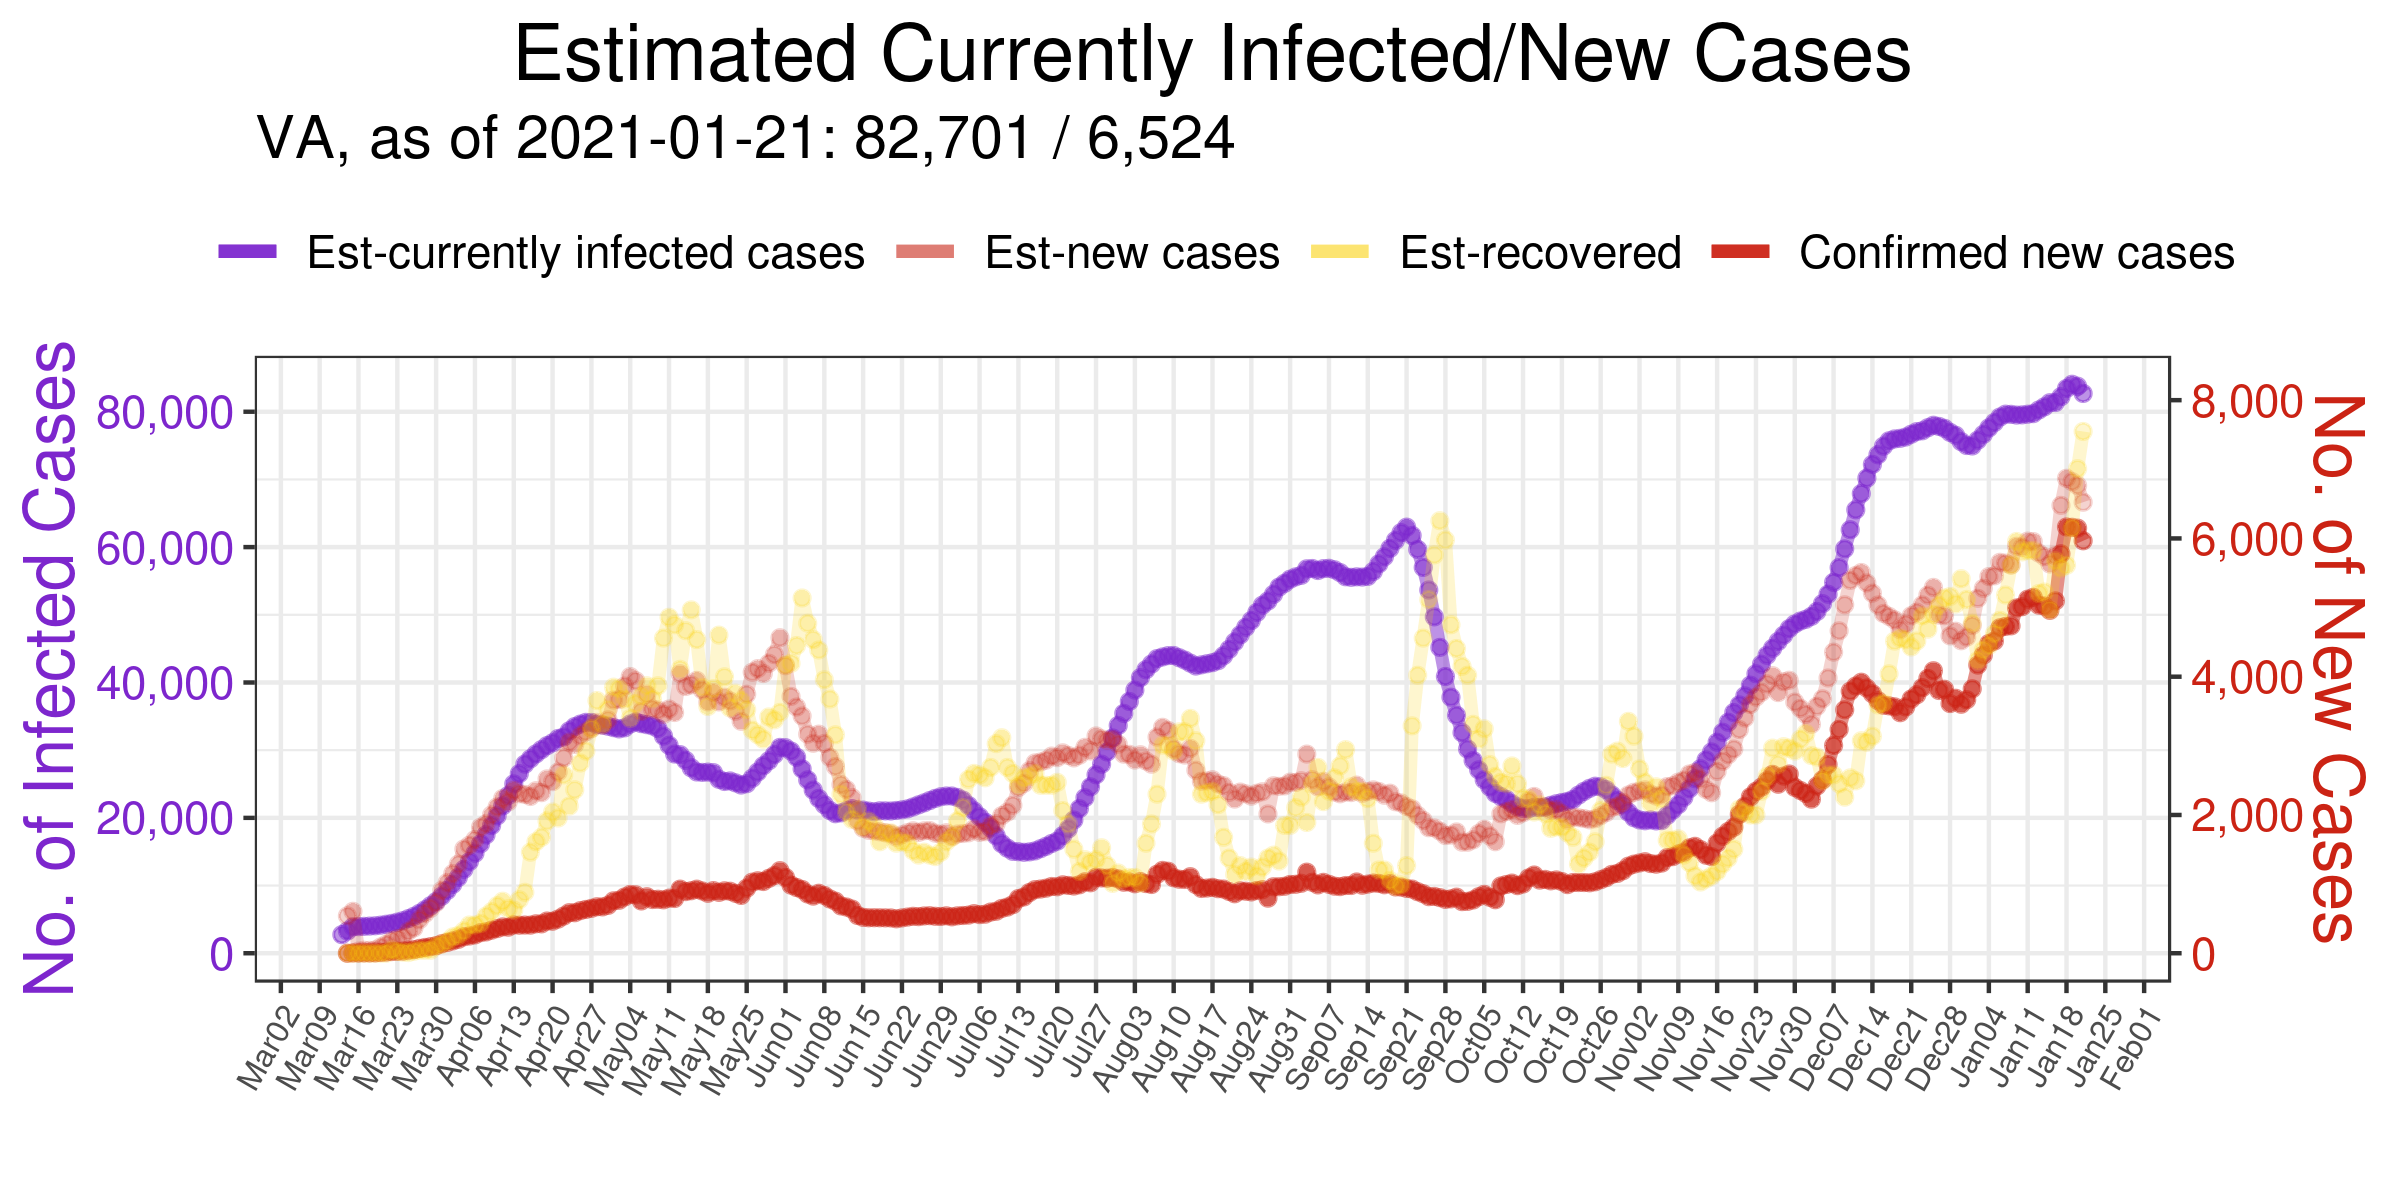 Estimated Currently Infected/New Cases
VA, as of 2021-01-21: 82,701 / 6,524
Est-currently infected cases Est-new cases Est-recovered Confirmed new cases
No. of Infected Cases
80,000
60,000
40,000
20,000
0
8,000
6,000
4,000
2,000
0
No. of New Cases
Mar02 Mar09 Mar16 Mar23 Mar30 Apr06 Apr13 Apr20 Apr27 May04 May11 May18 May25 Jun01 Jun08 Jun15 Jun22 Jun29 Jul06 Jul13 Jul20 Jul27 Aug03 Aug10 Aug17 Aug24 Aug31 Sep07 Sep14 Sep21 Sep28 Oct05 Oct12 Oct19 Oct26 Nov02 Nov09 Nov16 Nov23 Nov30 Dec07 Dec14 Dec21 Dec28 Jan04 Jan11 Jan18 Jan25 Feb01